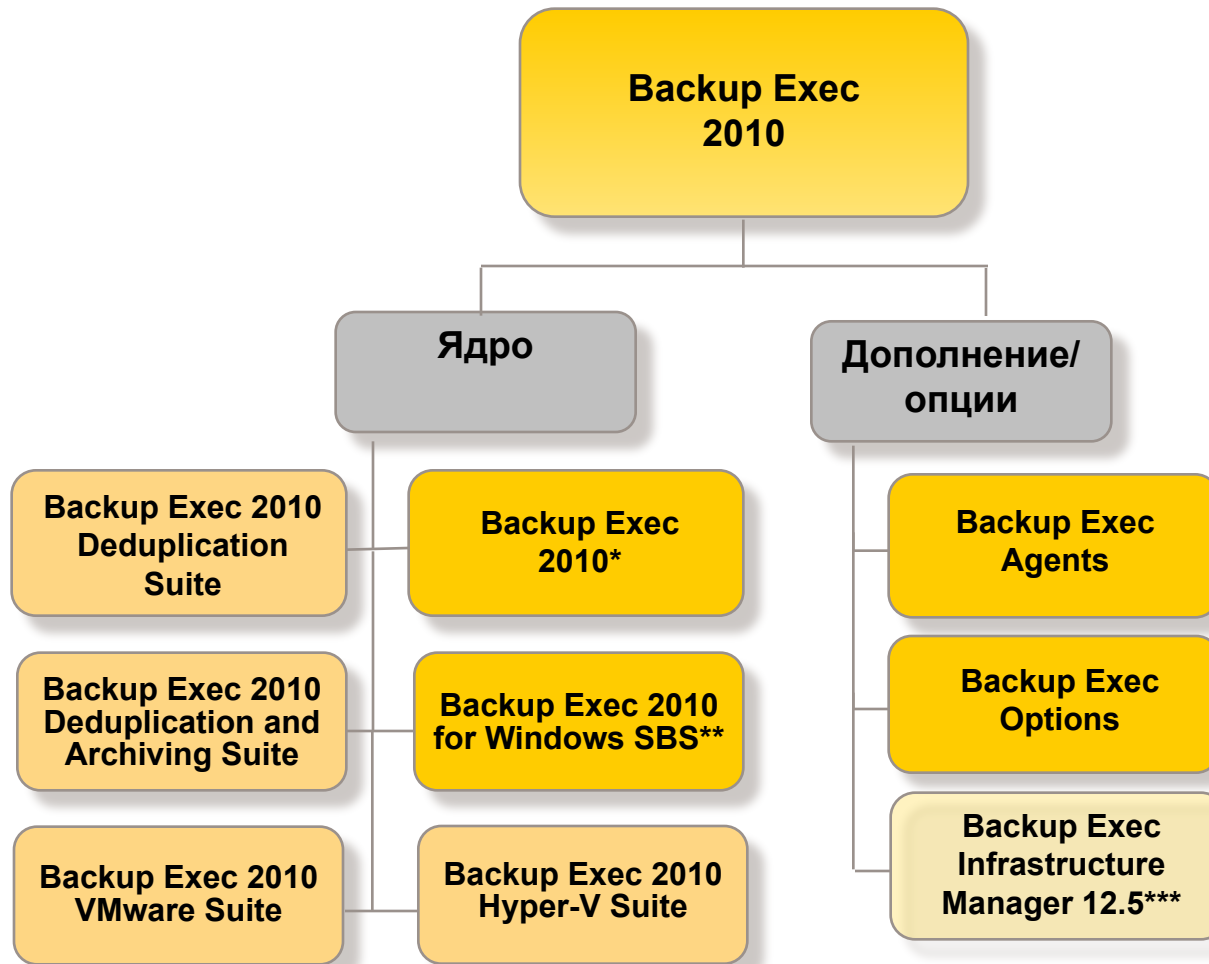 Backup Exec
2010
Ядро
Дополнение/
опции
Backup Exec 2010
Deduplication
Suite
Backup Exec
2010*
Backup Exec
Agents
Backup Exec 2010
Deduplication and
Archiving Suite
Backup Exec 2010
for Windows SBS**
Backup Exec
Options
Backup Exec 2010
VMware Suite
Backup Exec 2010
Hyper-V Suite
Backup Exec
Infrastructure
Manager 12.5***